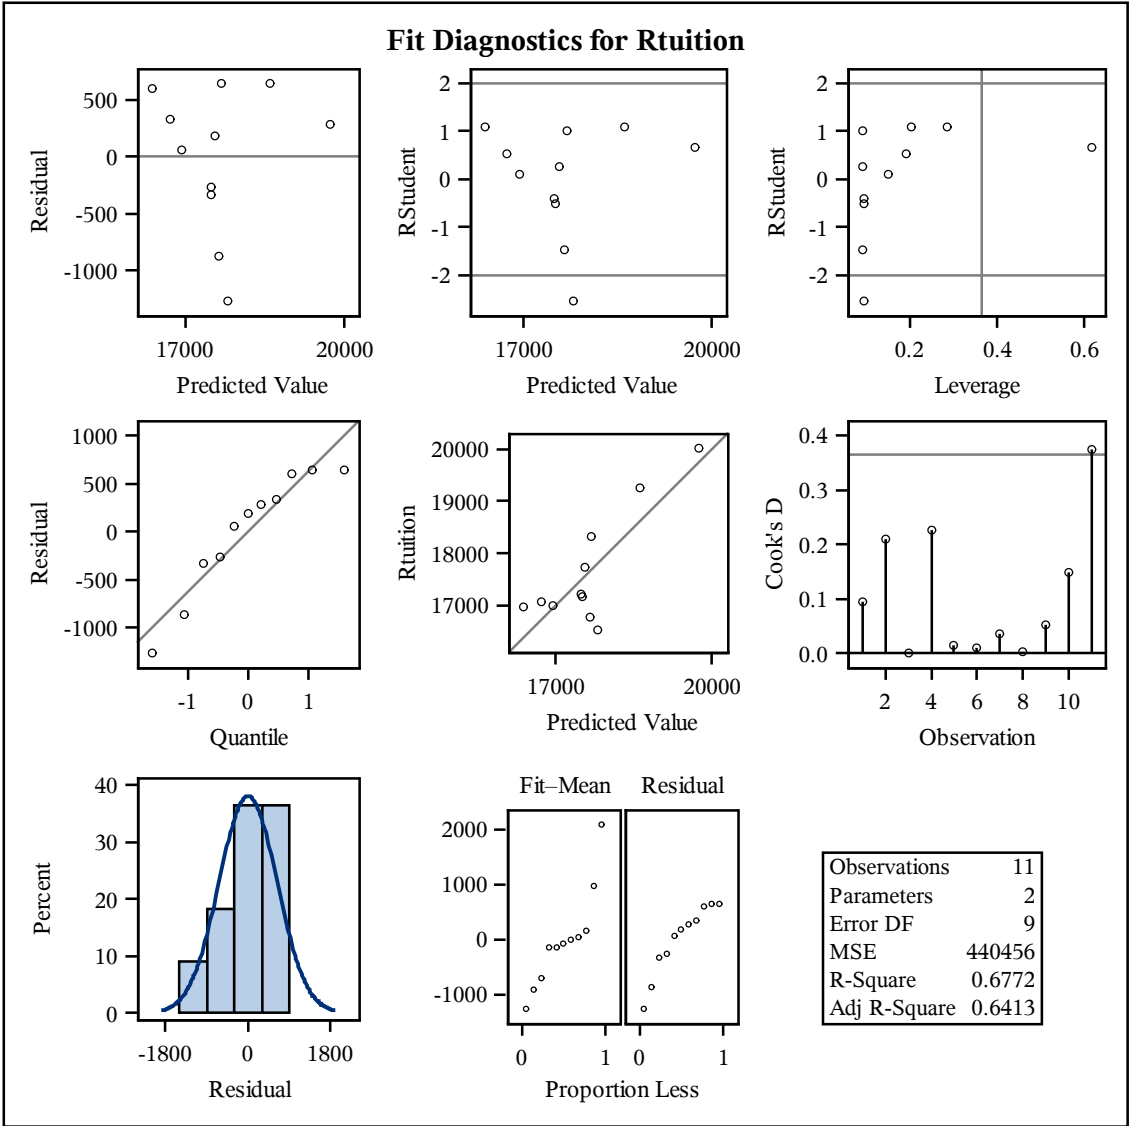 Fit Diagnostics for Rtuition
500
0
-500
-1000
Residual
17000 20000
Predicted Value
2
1
0
-1
-2
RStudent
17000 20000
Predicted Value
2
1
0
-1
-2
RStudent
0.2 0.4 0.6
Leverage
1000
500
0
-500
-1000
Residual
-1 0 1
Quantile
20000
19000
18000
17000
Rtuition
17000 20000
Predicted Value
0.4
0.3
0.2
0.1
0.0
Cook's D
2 4 6 8 10
Observation
40
30
20
10
0
Percent
-1800 0 1800
Residual
Fit–Mean Residual
2000
1000
0
-1000
0 1 0 1
Proportion Less
Observations 11
Parameters 2
Error DF 9
MSE 440456
R-Square 0.6772
Adj R-Square 0.6413